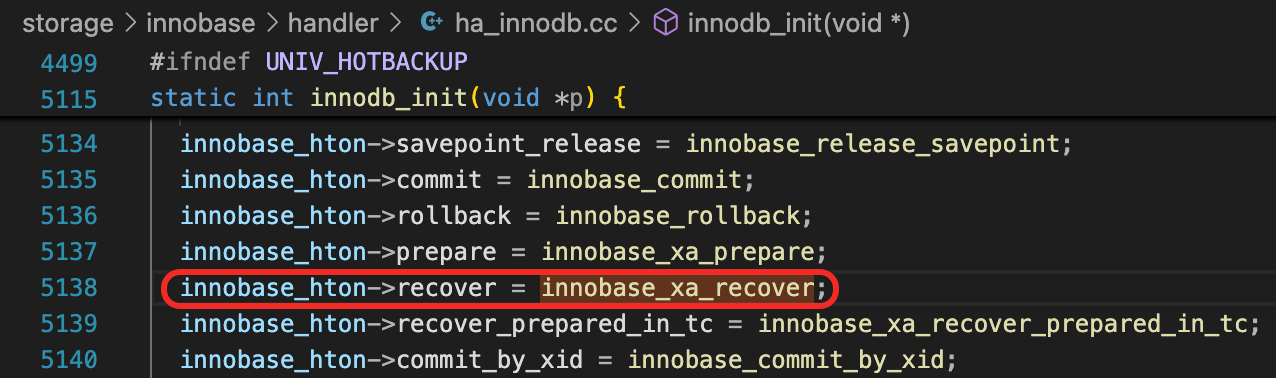 storage > innobase > handler > ha_innodb.cc > innodb_init(void *)
4499 #ifndef UNIV_HOTBACKUP
5115 static int innodb_init(void *p) {
5134 innobase_hton->savepoint_release = innobase_release_savepoint;
5135 innobase_hton->commit = innobase_commit;
5136 innobase_hton->rollback = innobase_rollback;
5137 innobase_hton->prepare = innobase_xa_prepare;
5138 innobase_hton->recover = innobase_xa_recover;
5139 innobase_hton->recover_prepared_in_tc = innobase_xa_recover_prepared_in_tc;
5140 innobase_hton->commit_by_xid = innobase_commit_by_xid;